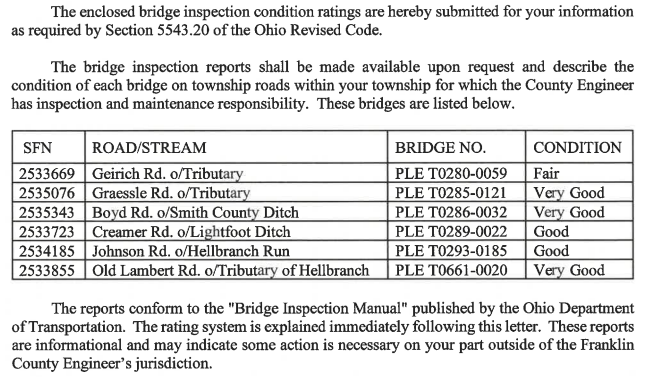 The enclosed bridge inspection condition ratings are hereby submitted for your information
as required by Section 5543.20 of the Ohio Revised Code.
The bridge inspection reports shall be made available upon request and describe the
condition of each bridge on township roads within your township for which the County Engineer
has inspection and maintenance responsibility. These bridges are listed below.
SFN ROAD/STREAM BRIDGE NO. CONDITION
2533669 Geirich Rd. o/Tributary PLE T0280-0059 Fair
2535076 Graessle Rd. o/Tributary PLE T0285-0121 Very Good
2535343 Boyd Rd. o/Smith County Ditch PLE T0286-0032 Very Good
2533723 Creamer Rd. o/Lightfoot Ditch PLE T0289-0022 Good
2534185 Johnson Rd. o/Hellbranch Run PLE T0293-0185 Good
2533855 Old Lambert Rd. o/Tributary of Hellbranch PLE T0661-0020 Very Good
The reports conform to the "Bridge Inspection Manual" published by the Ohio Department
of Transportation. The rating system is explained immediately following this letter. These reports
are informational and may indicate some action is necessary on your part outside of the Franklin
County Engineer's jurisdiction.